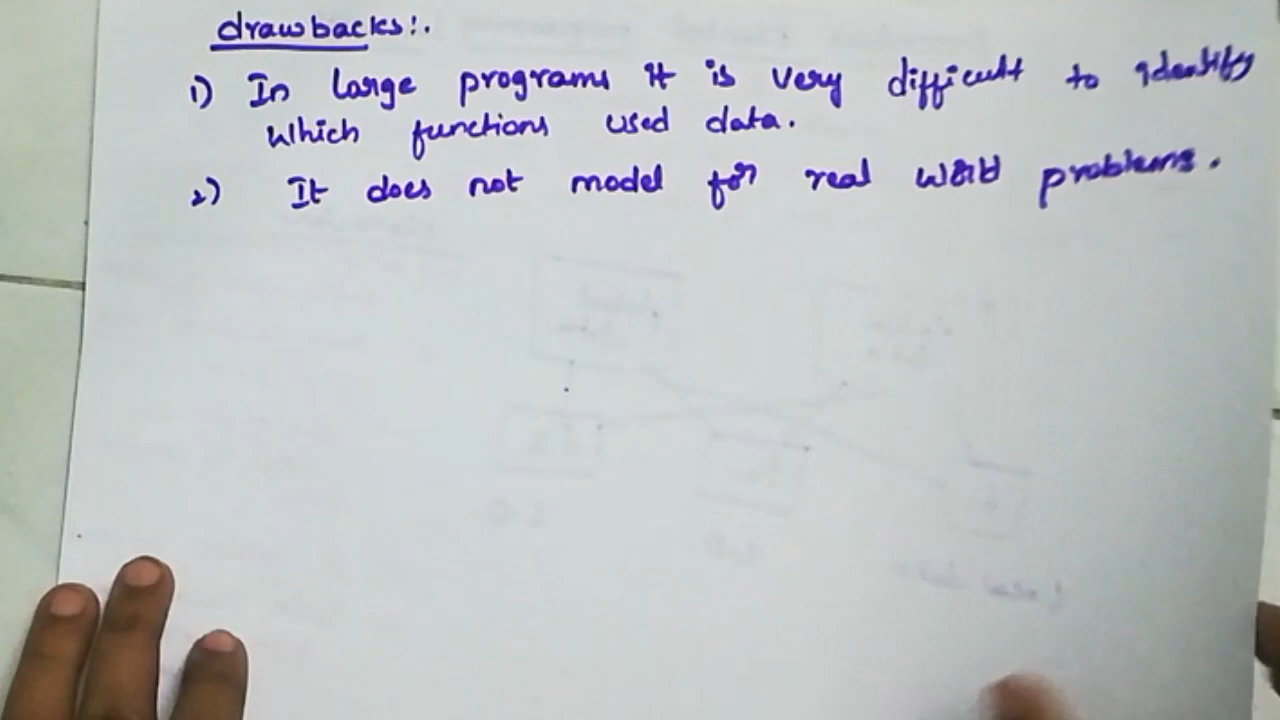 drawbacks:.
1) In large programs it is very difficult to identify
which functions used data.
2) It does not model for real world problems.